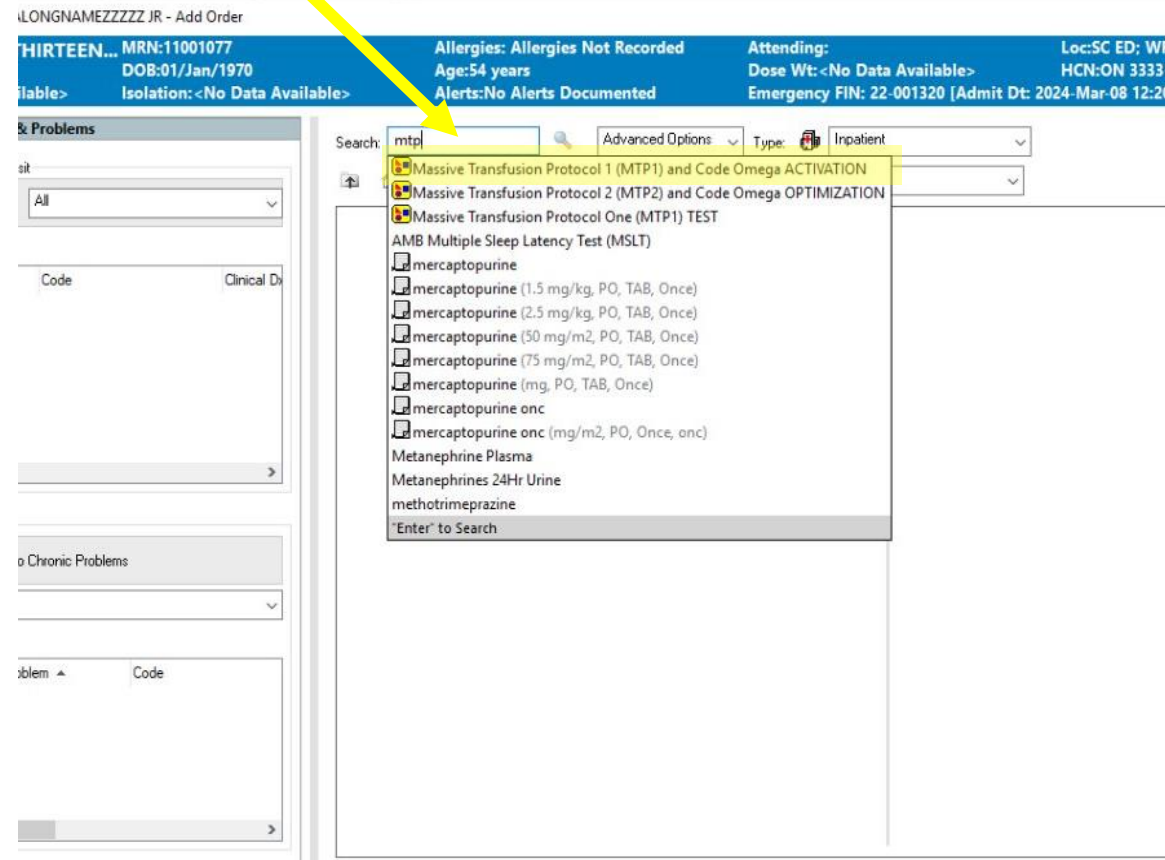 ALONGNAMEZZZZZ JR - Add Order
THIRTEEN... MRN:11001077 Allergies: Allergies Not Recorded Attending: Loc:SC ED;
DOB:01/Jan/1970 Age:54 years Dose Wt:<No Data Available> HCN:ON 3333
ilable> Isolation:<No Data Available> Alerts:No Alerts Documented Emergency FIN: 22-001320 [Admit Dt: 2024-Mar-08 12:20
& Problems
Search: mtp Advanced Options Type: Inpatient
sit
All
Massive Transfusion Protocol 1 (MTP1) and Code Omega ACTIVATION
Massive Transfusion Protocol 2 (MTP2) and Code Omega OPTIMIZATION
Massive Transfusion Protocol One (MTP1) TEST
AMB Multiple Sleep Latency Test (MSLT)
mercaptopurine
Code Clinical Dx
mercaptopurine (1.5 mg/kg, PO, TAB, Once)
mercaptopurine (2.5 mg/kg, PO, TAB, Once)
mercaptopurine (50 mg/m2, PO, TAB, Once)
mercaptopurine (75 mg/m2, PO, TAB, Once)
mercaptopurine (mg, PO, TAB, Once)
mercaptopurine onc
mercaptopurine onc (mg/m2, PO, Once, onc)
Metanephrine Plasma
Metanephrines 24Hr Urine
methotrimeprazine
"Enter" to Search
o Chronic Problems
oblem Code